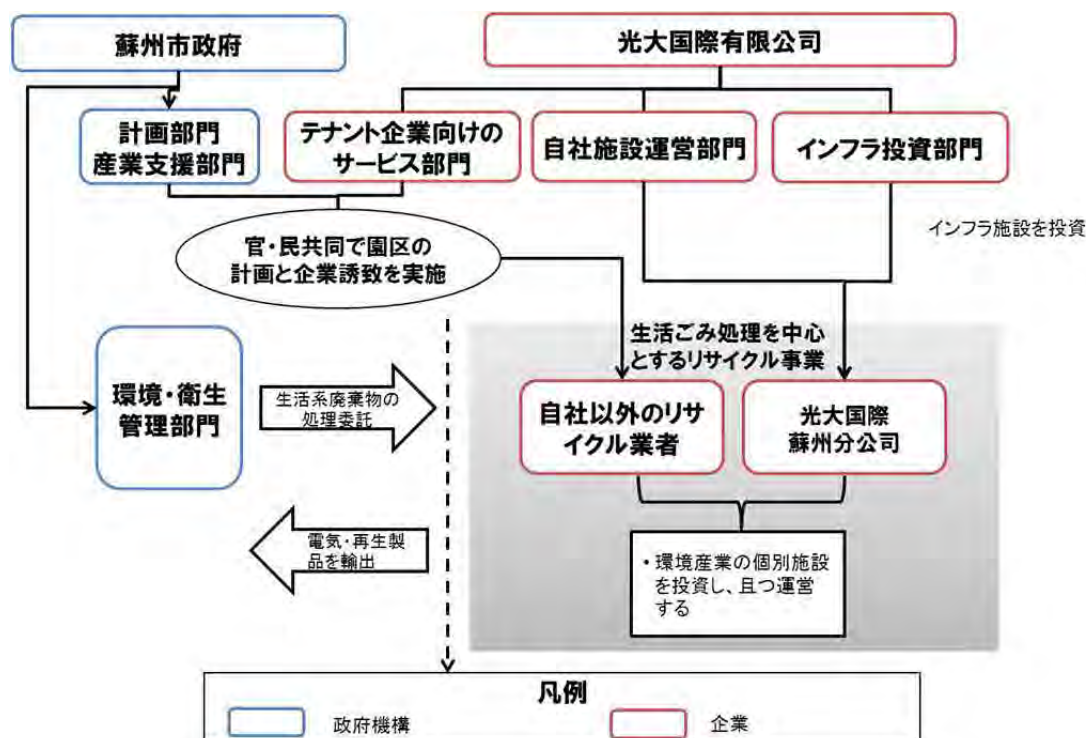 蘇州市政府
光大国際有限公司
計画部門
産業支援部門
テナント企業向けの
サービス部門
自社施設運営部門
インフラ投資部門
インフラ施設を投資
官・民共同で園区の
計画と企業誘致を実施
生活ごみ処理を中心
とするリサイクル事業
環境・衛生
管理部門
生活系廃棄物の
処理委託
自社以外のリサ
イクル業者
光大国際
蘇州分公司
電気・再生製
品を輸出
・環境産業の個別施設
を投資し、且つ運営
する
凡例
政府機構
企業